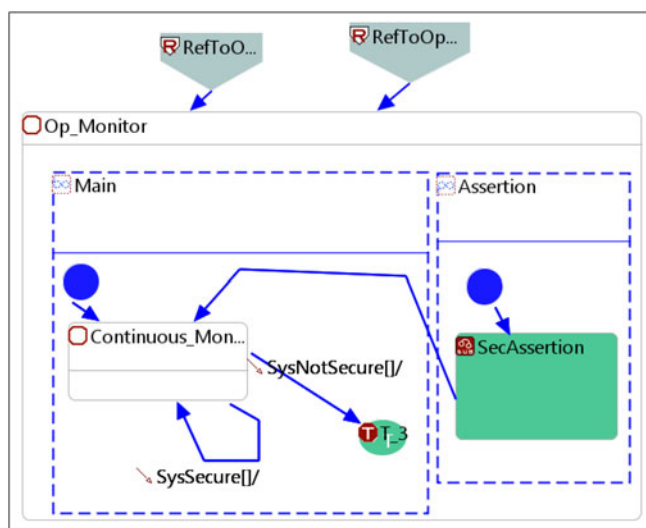 RefToO...
RefToOp...
Op_Monitor
Main
Assertion
Continuous_Mon...
SecAssertion
SysNotSecure[]/
T_3
SysSecure[]/